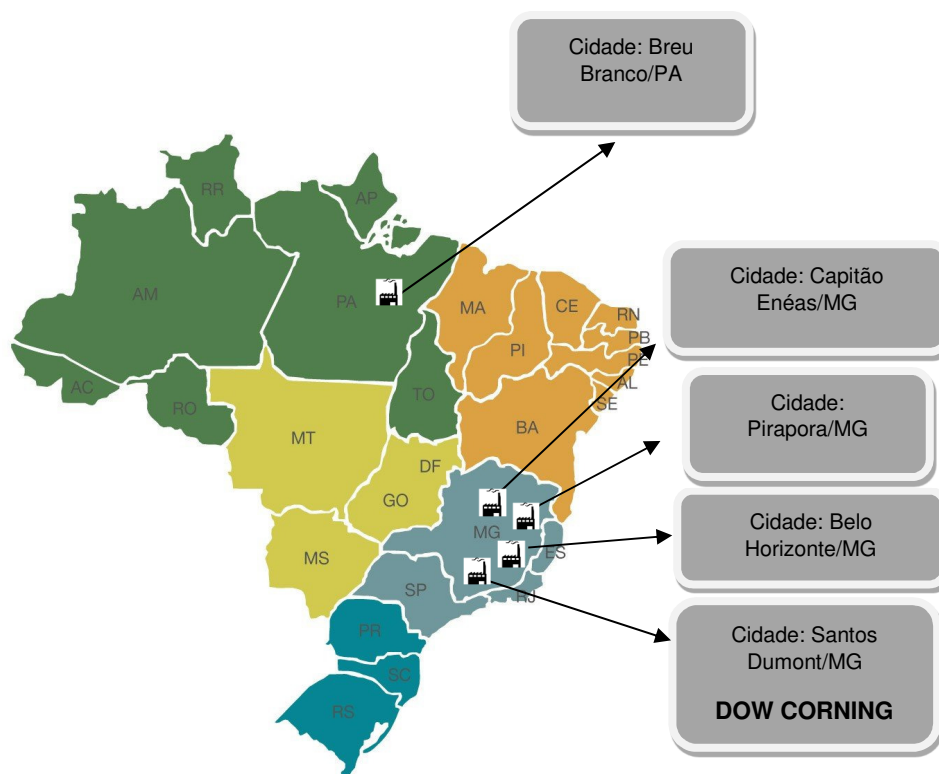 Cidade: Breu
Branco/PA
RR
AP
AM
PA
MA
CE
RN
PB
PE
PI
AL
SE
AC
RO
TO
BA
MT
DF
GO
MG
ES
MS
SP
RJ
PR
SC
RS
Cidade: Capitão
Enéas/MG
Cidade:
Pirapora/MG
Cidade: Belo
Horizonte/MG
Cidade: Santos
Dumont/MG
DOW CORNING